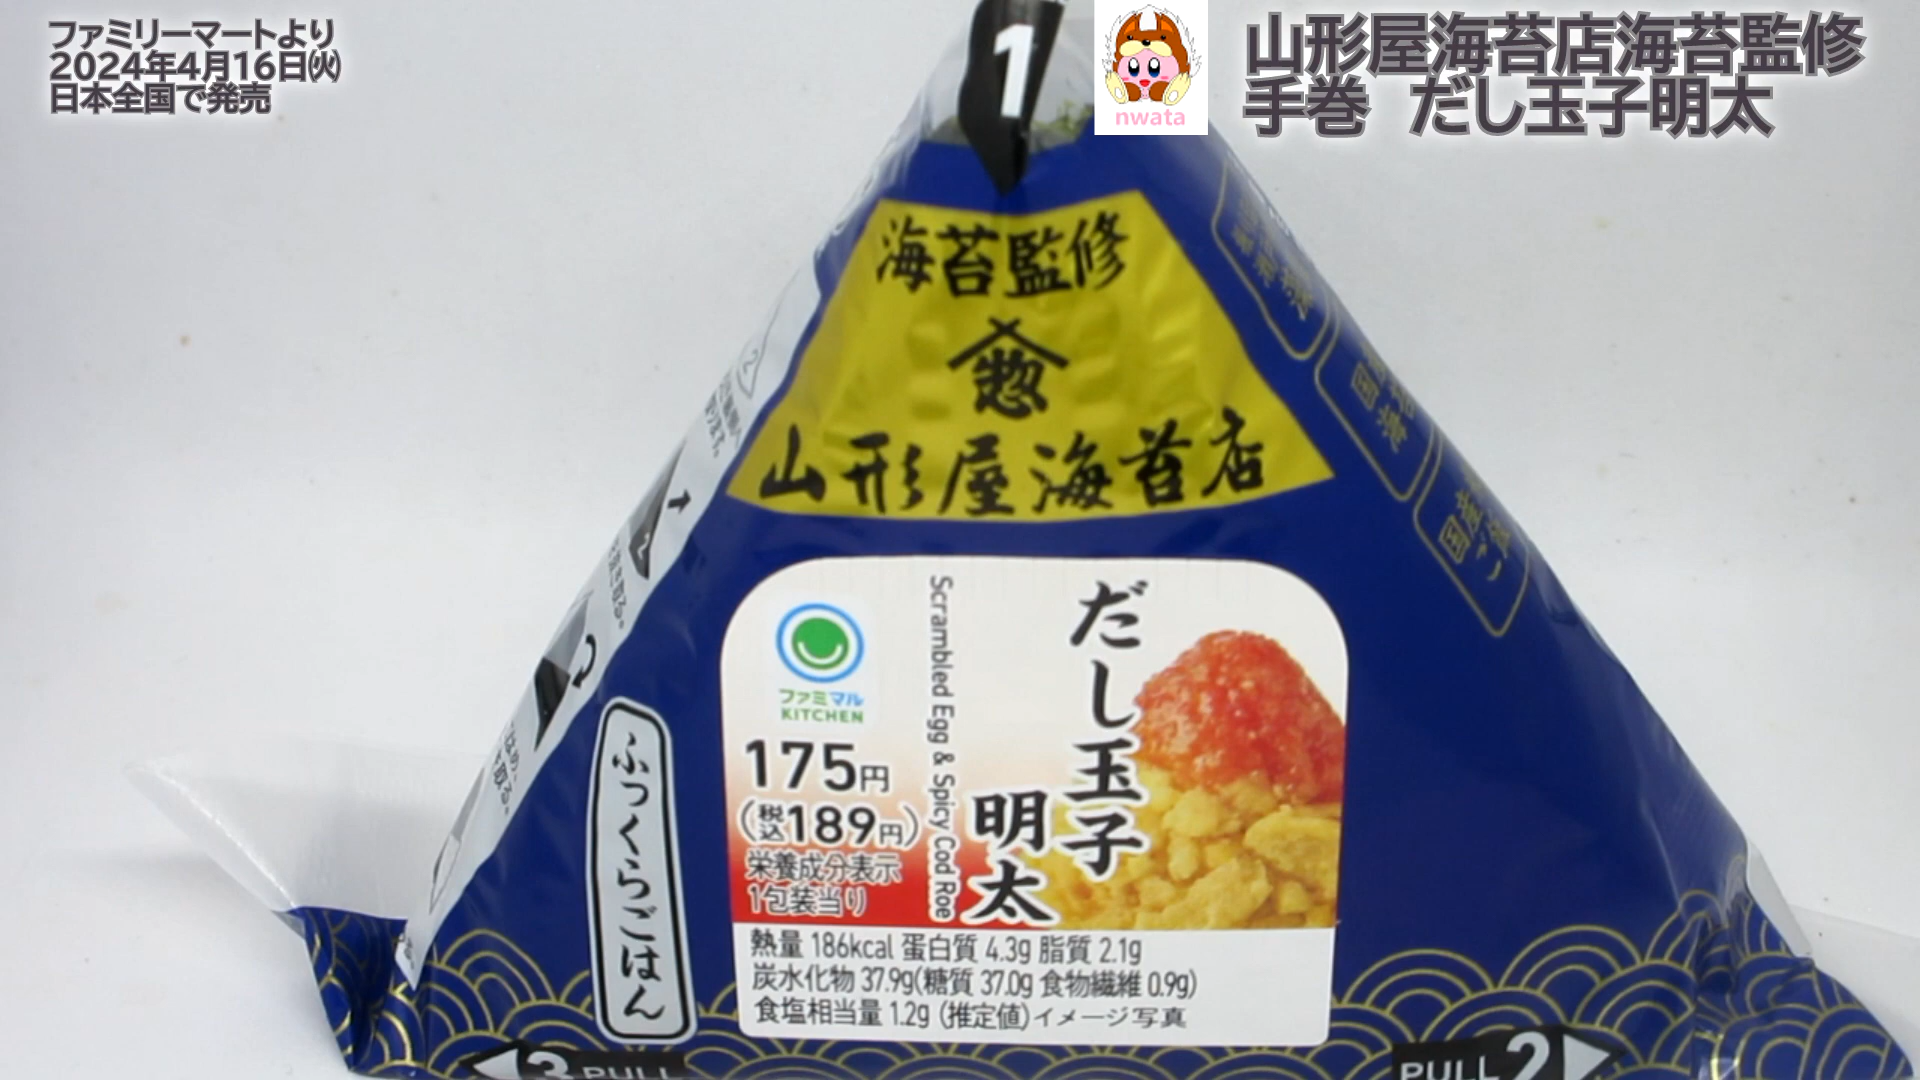 ファミリーマートより
2024年4月16日㈫
日本全国で発売
nwata
山形屋海苔店海苔監修
手巻 だし玉子明太
1
海苔監修
惣
山形屋海苔店
だし玉子
明太
Scrambled Egg & Spicy Cod Roe
ファミマル
KITCHEN
175円
(税込189円)
栄養成分表示
1包装当り
熱量 186kcal 蛋白質 4.3g 脂質 2.1g
炭水化物 37.9g(糖質 37.0g 食物繊維 0.9g)
食塩相当量 1.2g (推定値)イメージ写真
ふっくらごはん
3 PULL
PULL 2